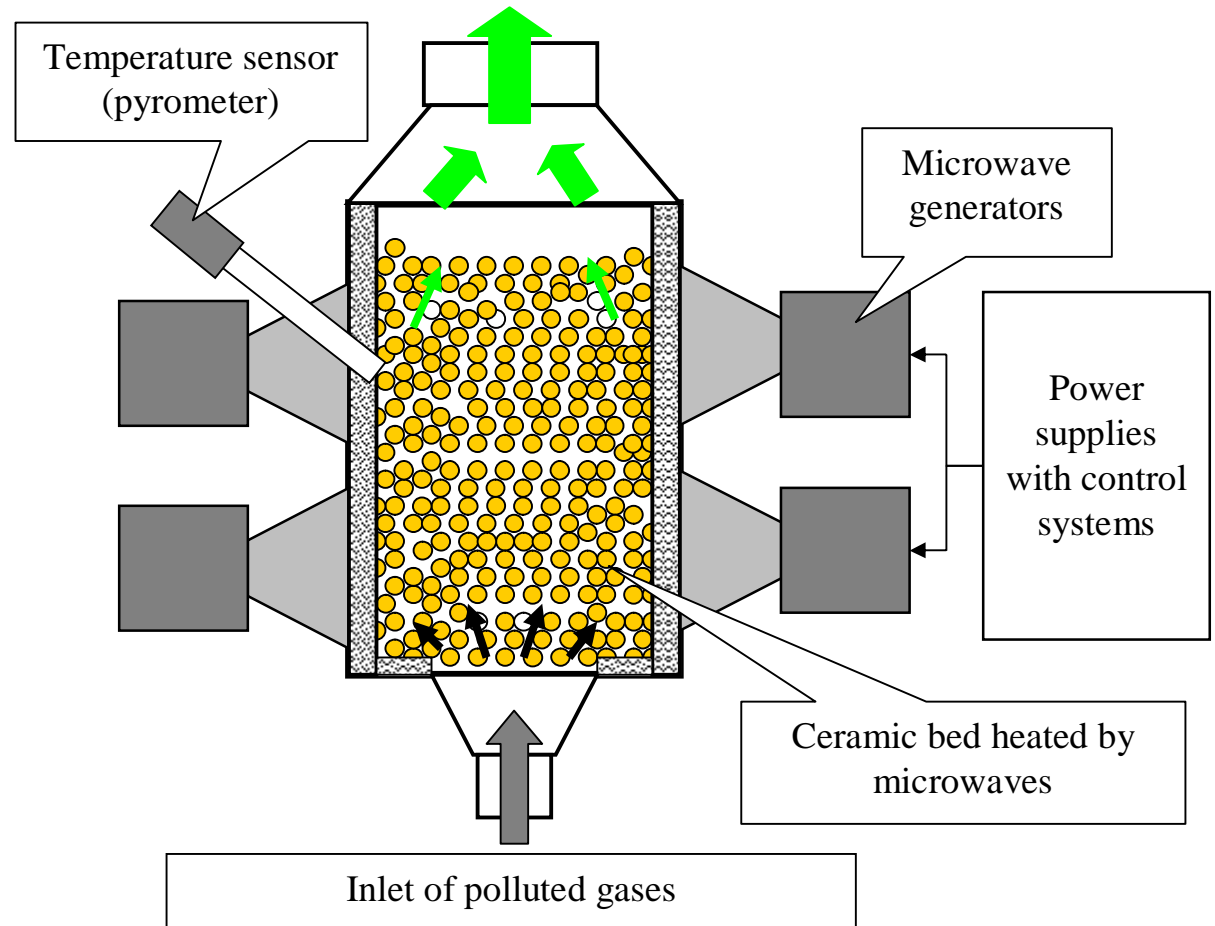 Temperature sensor
(pyrometer)
Microwave
generators
Power
supplies
with control
systems
Ceramic bed heated by
microwaves
Inlet of polluted gases